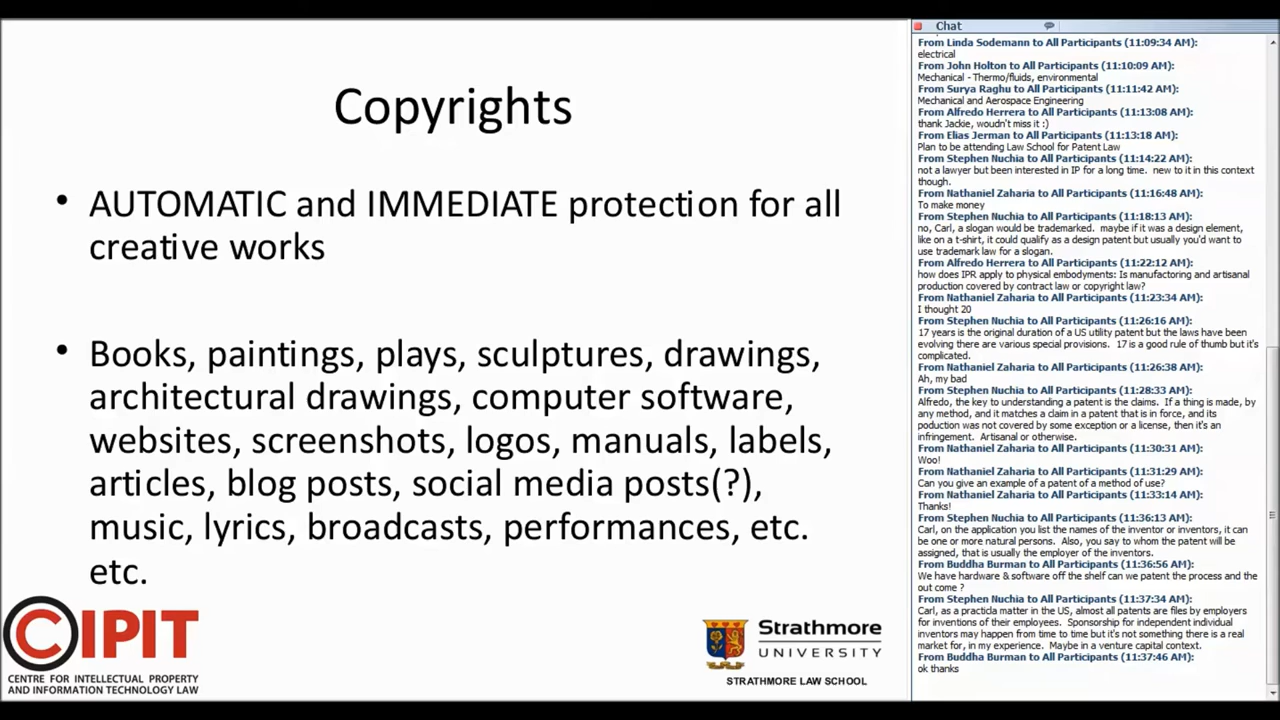 Copyrights
• AUTOMATIC and IMMEDIATE protection for all
creative works
• Books, paintings, plays, sculptures, drawings,
architectural drawings, computer software,
websites, screenshots, logos, manuals, labels,
articles, blog posts, social media posts(?),
music, lyrics, broadcasts, performances, etc.
etc.
CIPIT
CENTRE FOR INTELLECTUAL PROPERTY
AND INFORMATION TECHNOLOGY LAW
Strathmore
UNIVERSITY
STRATHMORE LAW SCHOOL
Chat
From Linda Sodemann to All Participants (11:09:34 AM):
electrical
From John Holton to All Participants (11:10:09 AM):
Mechanical - Thermo/fluids, environmental
From Surya Raghu to All Participants (11:11:42 AM):
Mechanical and Aerospace Engineering
From Alfredo Herrera to All Participants (11:13:08 AM):
thank Jackie, woudn't miss it :)
From Elias Jerman to All Participants (11:13:18 AM):
Plan to be attending Law School for Patent Law
From Stephen Nuchia to All Participants (11:14:22 AM):
not a lawyer but been interested in IP for a long time. new to it in this context
though.
From Nathaniel Zaharia to All Participants (11:16:48 AM):
To make money
From Stephen Nuchia to All Participants (11:18:13 AM):
no, Carl, a slogan would be trademarked. maybe if it was a design element,
like on a t-shirt, it could qualify as a design patent but usually you'd want to
use trademark law for a slogan.
From Alfredo Herrera to All Participants (11:22:12 AM):
how does IPR apply to physical embodyments: Is manufactoring and artisanal
production covered by contract law or copyright law?
From Nathaniel Zaharia to All Participants (11:23:34 AM):
I thought 20
From Stephen Nuchia to All Participants (11:26:16 AM):
17 years is the original duration of a US utility patent but the laws have been
evolving there are various special provisions. 17 is a good rule of thumb but it's
complicated.
From Nathaniel Zaharia to All Participants (11:26:38 AM):
Ah, my bad
From Stephen Nuchia to All Participants (11:28:33 AM):
Alfredo, the key to understanding a patent is the claims. If a thing is made, by
any method, and it matches a claim in a patent that is in force, and its
poduction was not covered by some exception or a license, then it's an
infringement. Artisanal or otherwise.
From Nathaniel Zaharia to All Participants (11:30:31 AM):
Woo!
From Nathaniel Zaharia to All Participants (11:31:29 AM):
Can you give an example of a patent of a method of use?
From Nathaniel Zaharia to All Participants (11:33:14 AM):
Thanks!
From Stephen Nuchia to All Participants (11:36:13 AM):
Carl, on the application you list the names of the inventor or inventors, it can
be one or more natural persons. Also, you say to whom the patent will be
assigned, that is usually the employer of the inventors.
From Buddha Burman to All Participants (11:36:56 AM):
We have hardware & software off the shelf can we patent the process and the
out come ?
From Stephen Nuchia to All Participants (11:37:34 AM):
Carl, as a practicla matter in the US, almost all patents are files by employers
for inventions of their employees. Sponsorship for independent individual
inventors may happen from time to time but it's not something there is a real
market for, in my experience. Maybe in a venture capital context.
From Buddha Burman to All Participants (11:37:46 AM):
ok thanks